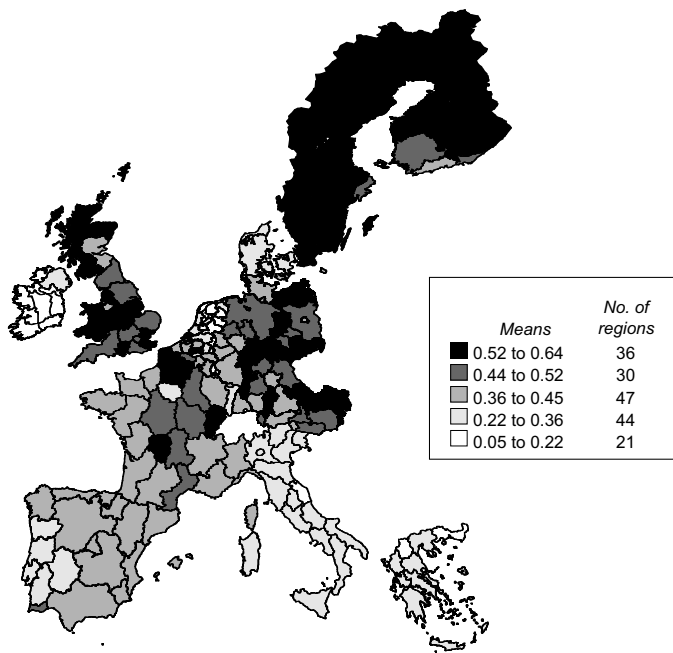 No. of
Means regions
0.52 to 0.64 36
0.44 to 0.52 30
0.36 to 0.45 47
0.22 to 0.36 44
0.05 to 0.22 21